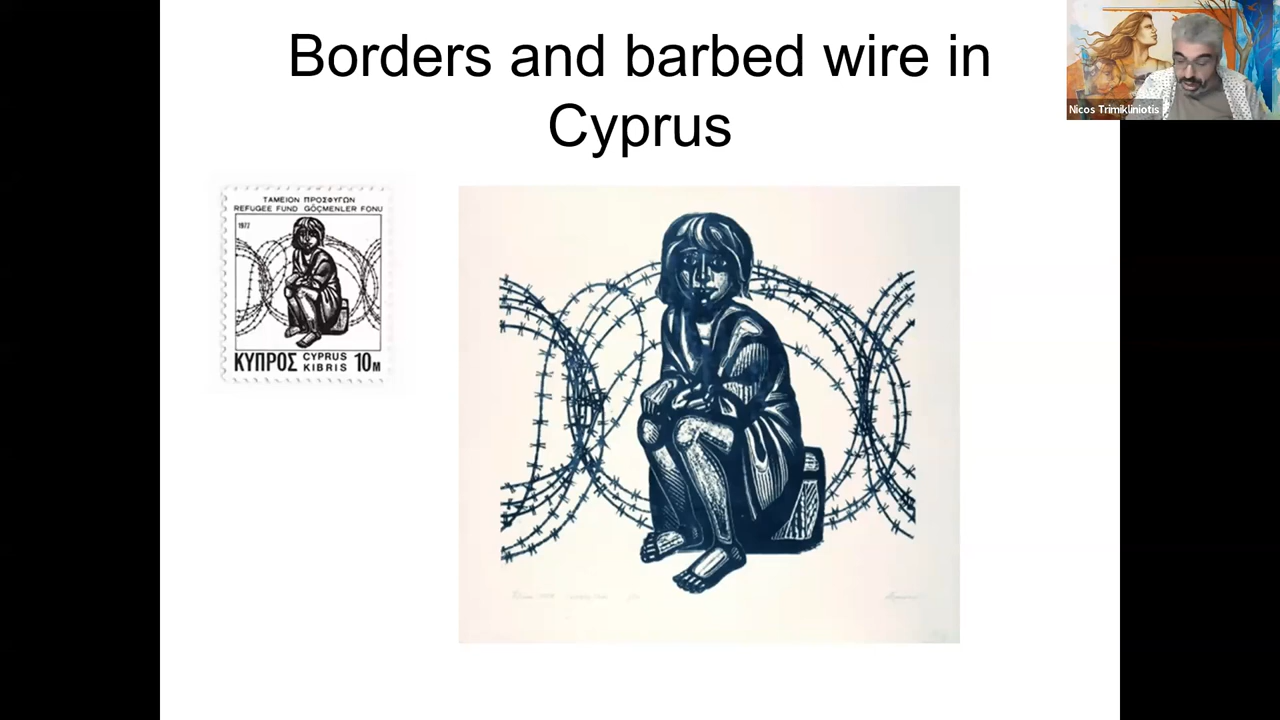 Borders and barbed wire in
Cyprus
Nicos Trimikliniotis
ΤΑΜΕΙΟΝ ΠΡΟΣΦΥΓΩΝ
REFUGEE FUND GÖÇMENLER FONU
1977
ΚΥΠΡΟΣ CYPRUS KIBRIS 10M